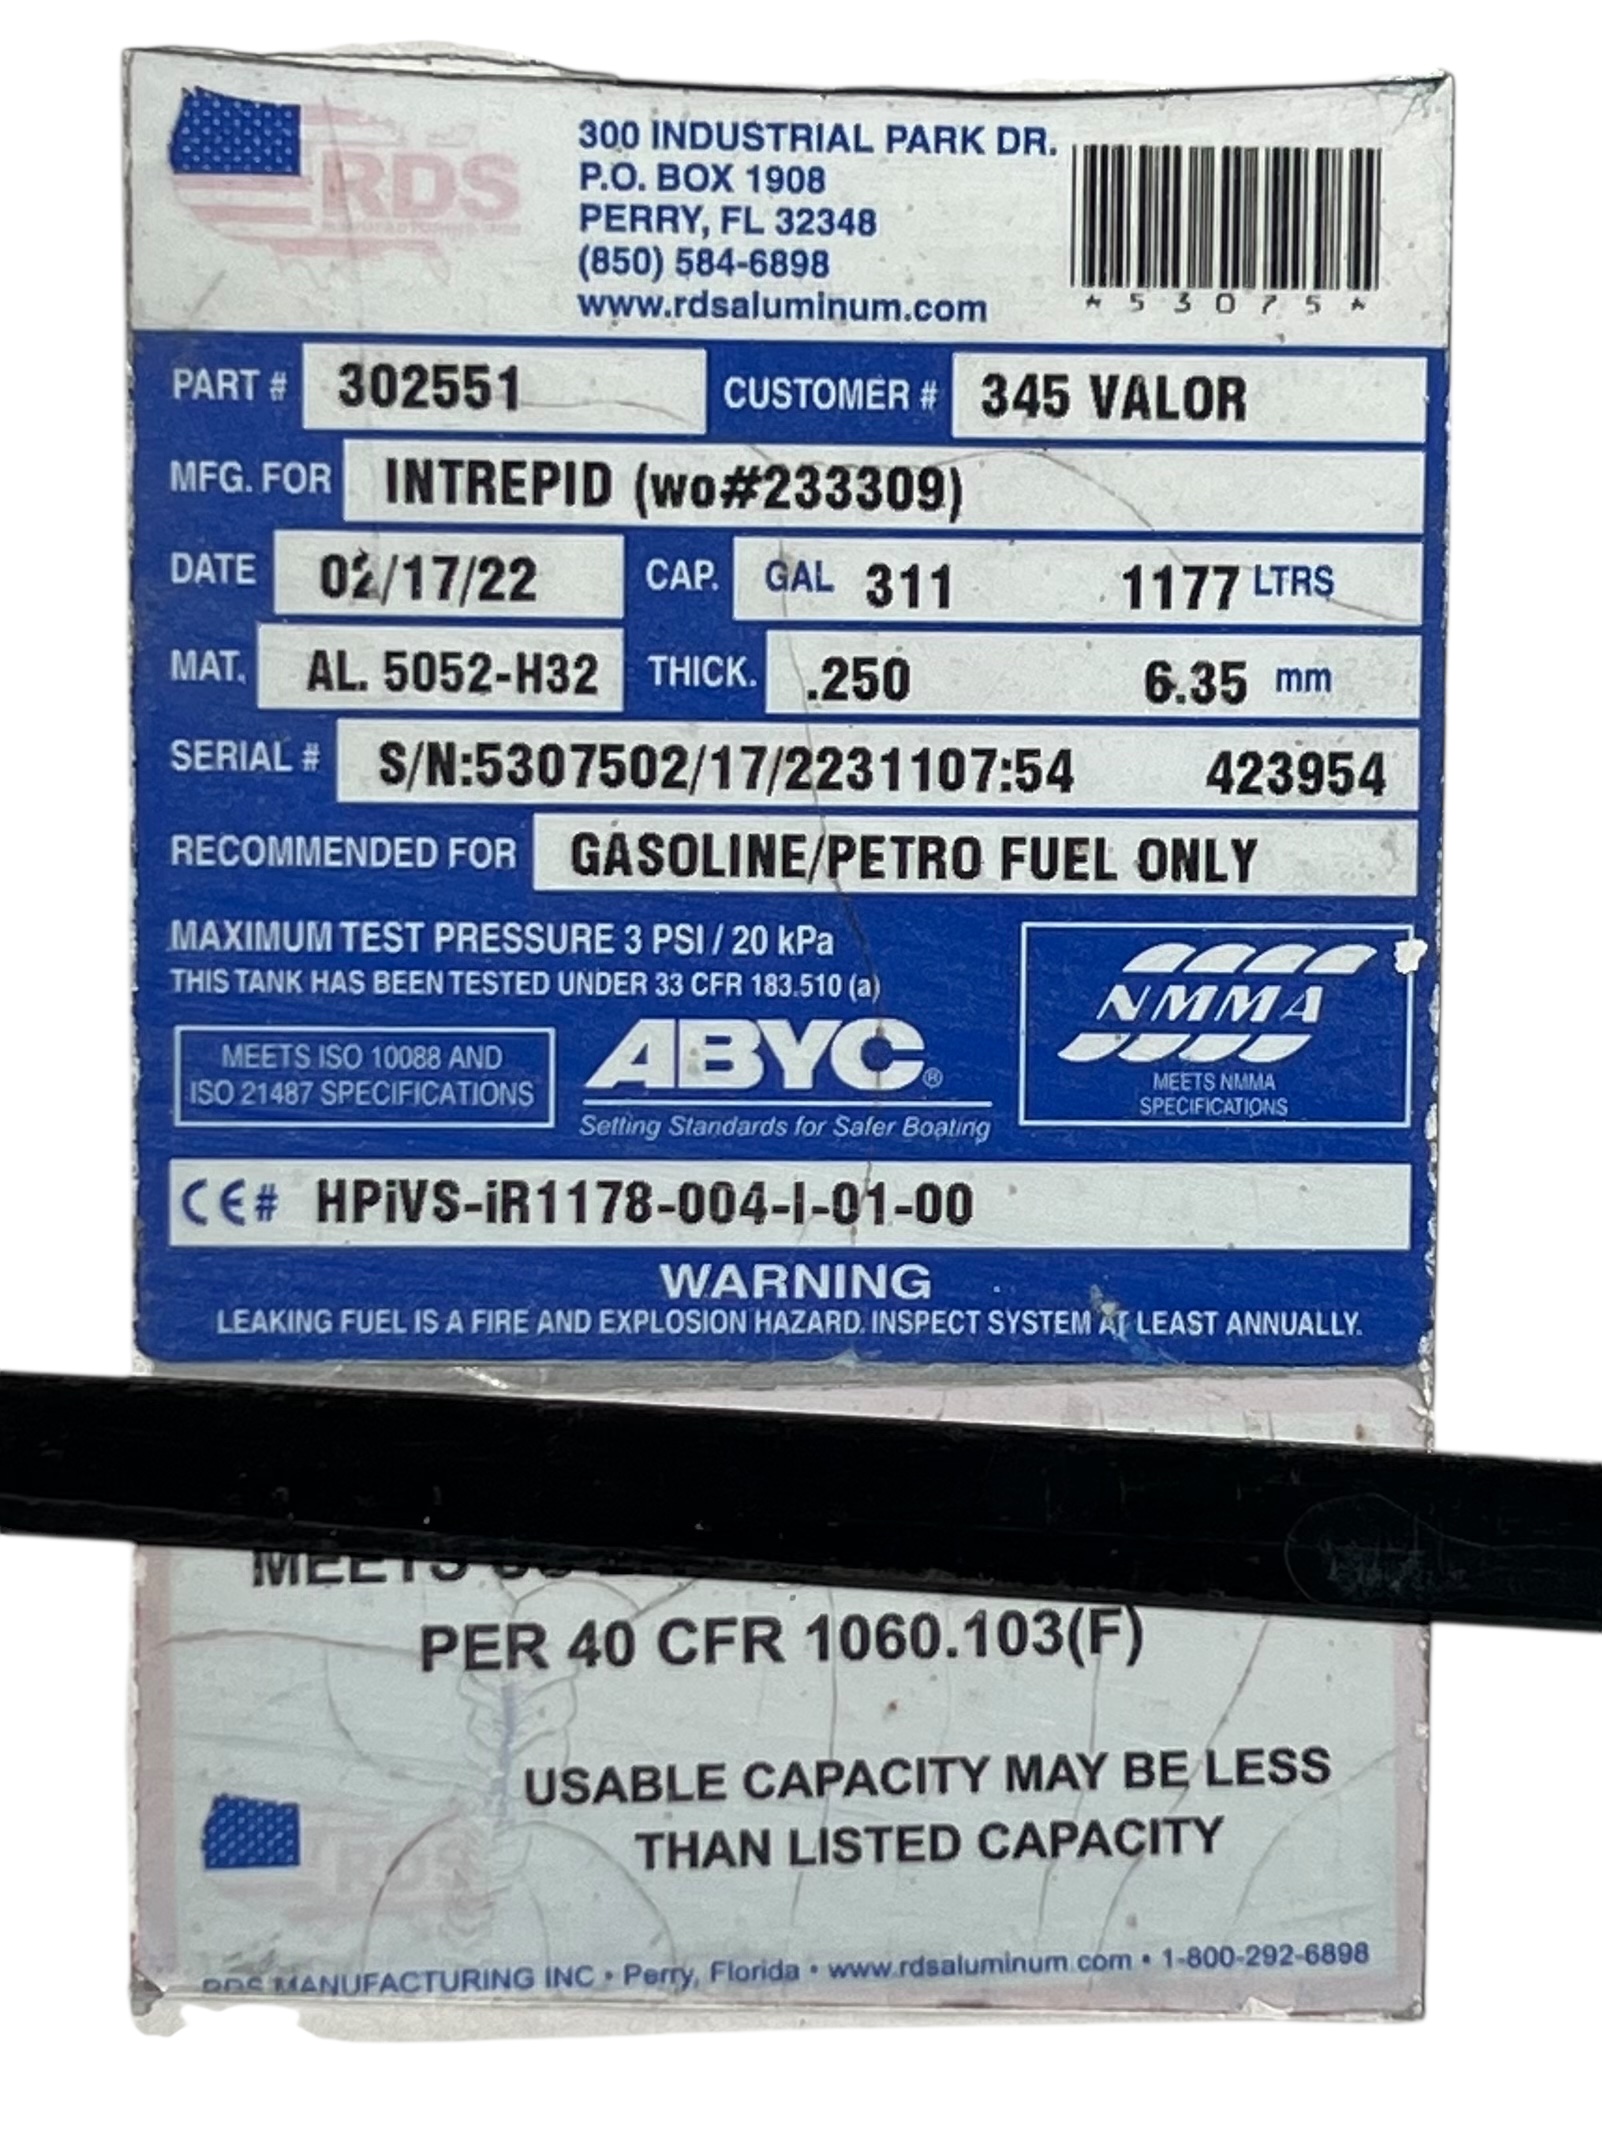 RDS
300 INDUSTRIAL PARK DR.
P.O. BOX 1908
PERRY, FL 32348
(850) 584-6898
www.rdsaluminum.com
*53075*
PART # 302551 CUSTOMER # 345 VALOR
MFG. FOR INTREPID (wo#233309)
DATE 02/17/22 CAP. GAL 311 1177 LTRS
MAT. AL. 5052-H32 THICK. .250 6.35 mm
SERIAL # S/N:5307502/17/2231107:54 423954
RECOMMENDED FOR GASOLINE/PETRO FUEL ONLY
MAXIMUM TEST PRESSURE 3 PSI / 20 kPa
THIS TANK HAS BEEN TESTED UNDER 33 CFR 183.510 (a)
MEETS ISO 10088 AND
ISO 21487 SPECIFICATIONS
ABYC®
Setting Standards for Safer Boating
NMMA
MEETS NMMA
SPECIFICATIONS
CE# HPiVS-iR1178-004-I-01-00
WARNING
LEAKING FUEL IS A FIRE AND EXPLOSION HAZARD. INSPECT SYSTEM AT LEAST ANNUALLY.
MEETS
PER 40 CFR 1060.103(F)
USABLE CAPACITY MAY BE LESS
THAN LISTED CAPACITY
RDS
RDS MANUFACTURING INC • Perry, Florida • www.rdsaluminum.com • 1-800-292-6898